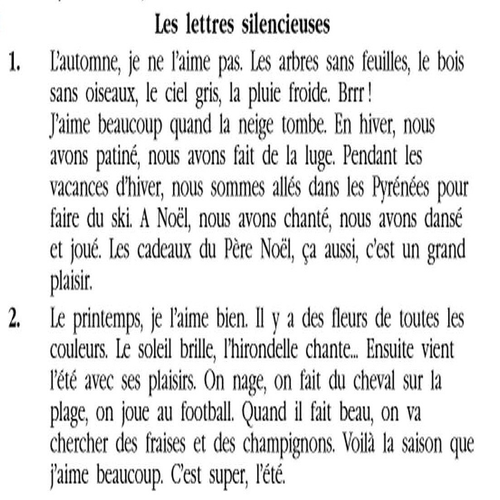 Les lettres silencieuses
1. L'automne, je ne l'aime pas. Les arbres sans feuilles, le bois
sans oiseaux, le ciel gris, la pluie froide. Brrr !
J'aime beaucoup quand la neige tombe. En hiver, nous
avons patiné, nous avons fait de la luge. Pendant les
vacances d'hiver, nous sommes allés dans les Pyrénées pour
faire du ski. A Noël, nous avons chanté, nous avons dansé
et joué. Les cadeaux du Père Noël, ça aussi, c'est un grand
plaisir.
2. Le printemps, je l'aime bien. Il y a des fleurs de toutes les
couleurs. Le soleil brille, l'hirondelle chante... Ensuite vient
l'été avec ses plaisirs. On nage, on fait du cheval sur la
plage, on joue au football. Quand il fait beau, on va
chercher des fraises et des champignons. Voilà la saison que
j'aime beaucoup. C'est super, l'été.